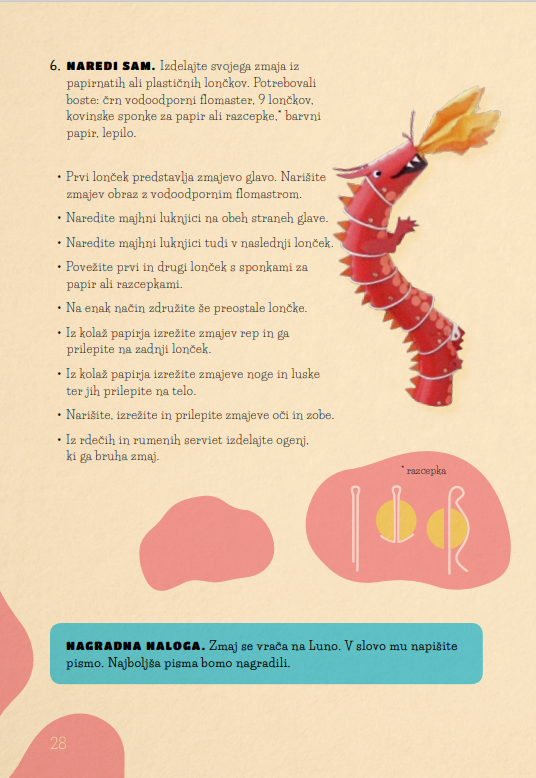 6. NAREDI SAM. Izdelajte svojega zmaja iz
papirnatih ali plastičnih lončkov. Potrebovali
boste: črn vodoodporni flomaster, 9 lončkov,
kovinske sponke za papir ali razcepke,* barvni
papir, lepilo.
• Prvi lonček predstavlja zmajevo glavo. Narišite
zmajev obraz z vodoodpornim flomastrom.
• Naredite majhni luknjici na obeh straneh glave.
• Naredite majhni luknjici tudi v naslednji lonček.
• Povežite prvi in drugi lonček s sponkami za
papir ali razcepkami.
• Na enak način združite še preostale lončke.
• Iz kolaž papirja izrežite zmajev rep in ga
prilepite na zadnji lonček.
• Iz kolaž papirja izrežite zmajeve noge in luske
ter jih prilepite na telo.
• Narišite, izrežite in prilepite zmajeve oči in zobe.
• Iz rdečih in rumenih serviet izdelajte ogenj,
ki ga bruha zmaj.
* razcepka
NAGRADNA NALOGA. Zmaj se vrača na Luno. V slovo mu napišite
pismo. Najboljša pisma bomo nagradili.
28